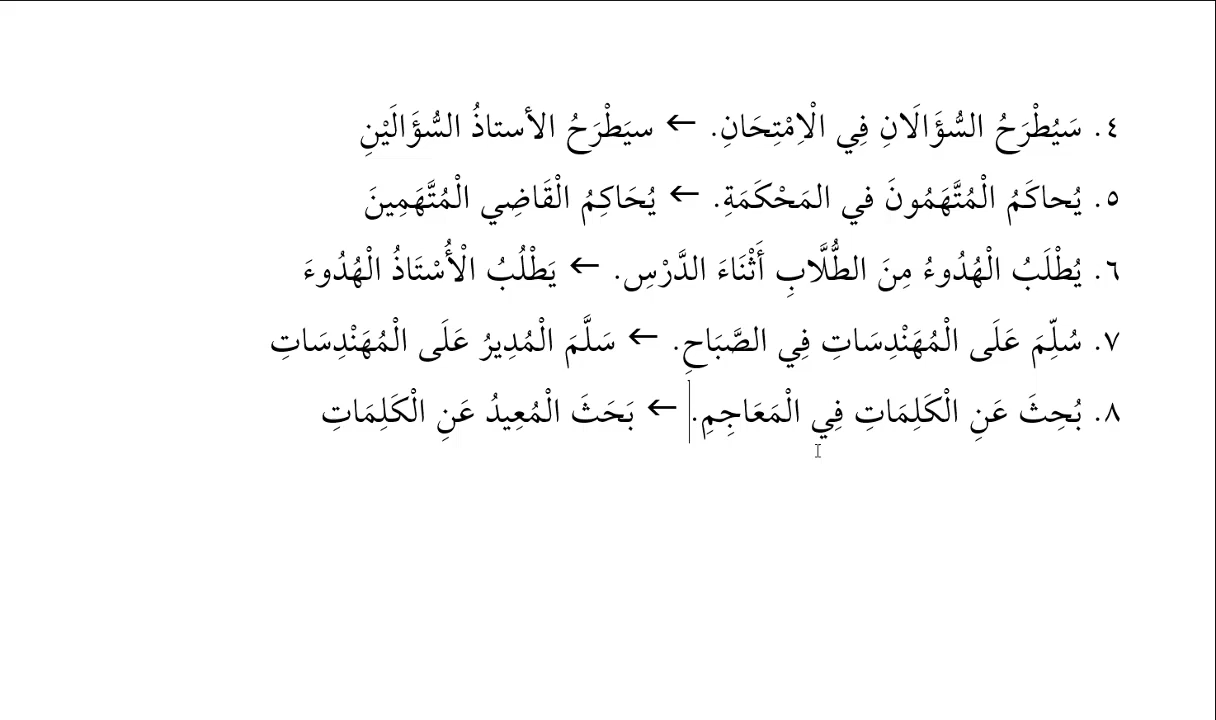 ٤. سَيُطْرَحُ السُّؤَالَانِ فِي الْاِمْتِحَانِ. ← سيَطْرَحُ الأستاذُ السُّؤَالَيْنِ
٥. يُحاكَمُ الْمُتَّهَمُونَ في المَحْكَمَةِ. ← يُحَاكِمُ الْقَاضِي الْمُتَّهَمِينَ
٦. يُطْلَبُ الْهُدُوءُ مِنَ الطُّلَّابِ أَثْنَاءَ الدَّرْسِ. ← يَطْلُبُ الْأُسْتَاذُ الْهُدُوءَ
٧. سُلِّمَ عَلَى الْمُهَنْدِسَاتِ فِي الصَّبَاحِ. ← سَلَّمَ الْمُدِيرُ عَلَى الْمُهَنْدِسَاتِ
٨. بُحِثَ عَنِ الْكَلِمَاتِ فِي الْمَعَاجِمِ. ← بَحَثَ الْمُعِيدُ عَنِ الْكَلِمَاتِ